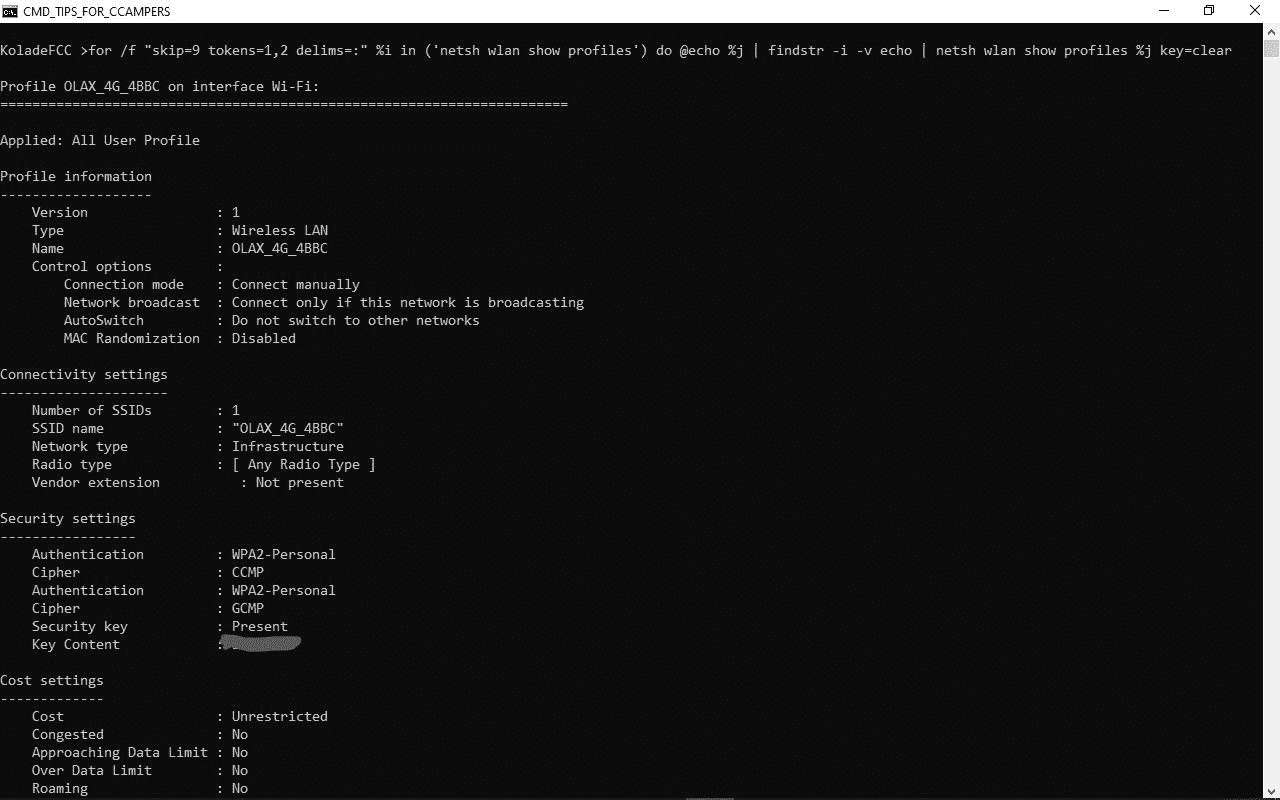 CMD_TIPS_FOR_CCAMPERS
KoladeFCC >for /f "skip=9 tokens=1,2 delims=:" %i in ('netsh wlan show profiles') do @echo %j | findstr -i -v echo | netsh wlan show profiles %j key=clear
Profile OLAX_4G_4BBC on interface Wi-Fi:
=======================================================================
Applied: All User Profile
Profile information
-------------------
Version : 1
Type : Wireless LAN
Name : OLAX_4G_4BBC
Control options :
Connection mode : Connect manually
Network broadcast : Connect only if this network is broadcasting
AutoSwitch : Do not switch to other networks
MAC Randomization : Disabled
Connectivity settings
---------------------
Number of SSIDs : 1
SSID name : "OLAX_4G_4BBC"
Network type : Infrastructure
Radio type : [ Any Radio Type ]
Vendor extension : Not present
Security settings
-----------------
Authentication : WPA2-Personal
Cipher : CCMP
Authentication : WPA2-Personal
Cipher : GCMP
Security key : Present
Key Content :
Cost settings
-------------
Cost : Unrestricted
Congested : No
Approaching Data Limit : No
Over Data Limit : No
Roaming : No